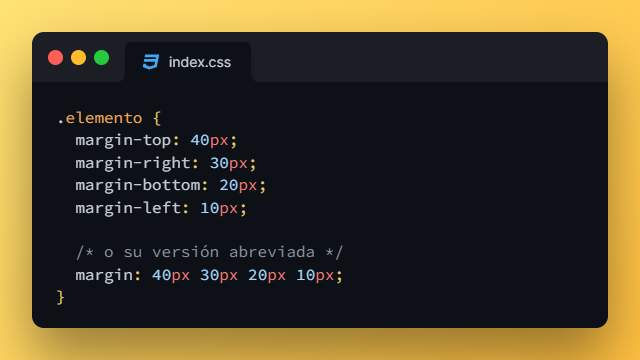 index.css
.elemento {
  margin-top: 40px;
  margin-right: 30px;
  margin-bottom: 20px;
  margin-left: 10px;
  /* o su versión abreviada */
  margin: 40px 30px 20px 10px;
}